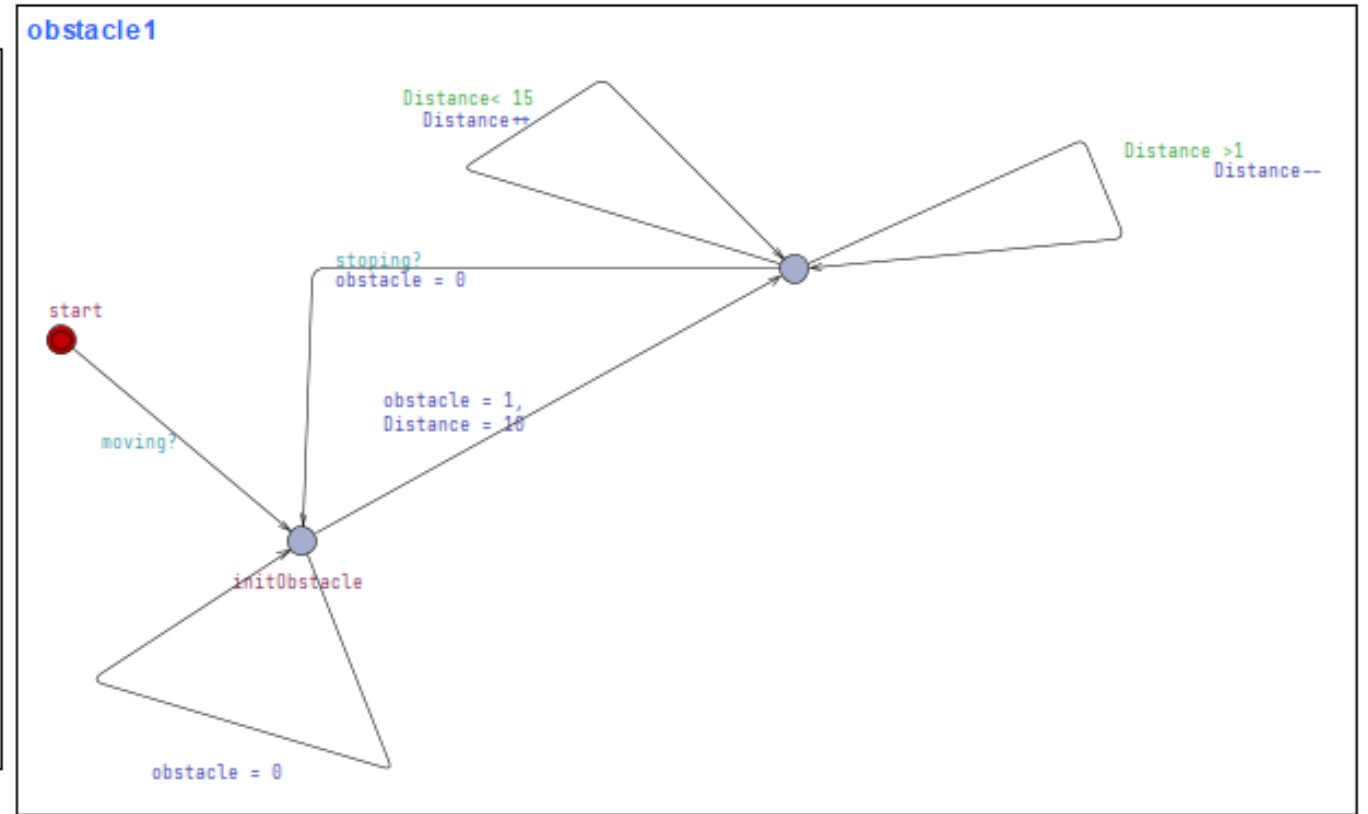 obstacle1
Distance< 15
Distance++
Distance >1
Distance--
stoping?
obstacle = 0
start
obstacle = 1,
Distance = 10
moving?
initObstacle
obstacle = 0